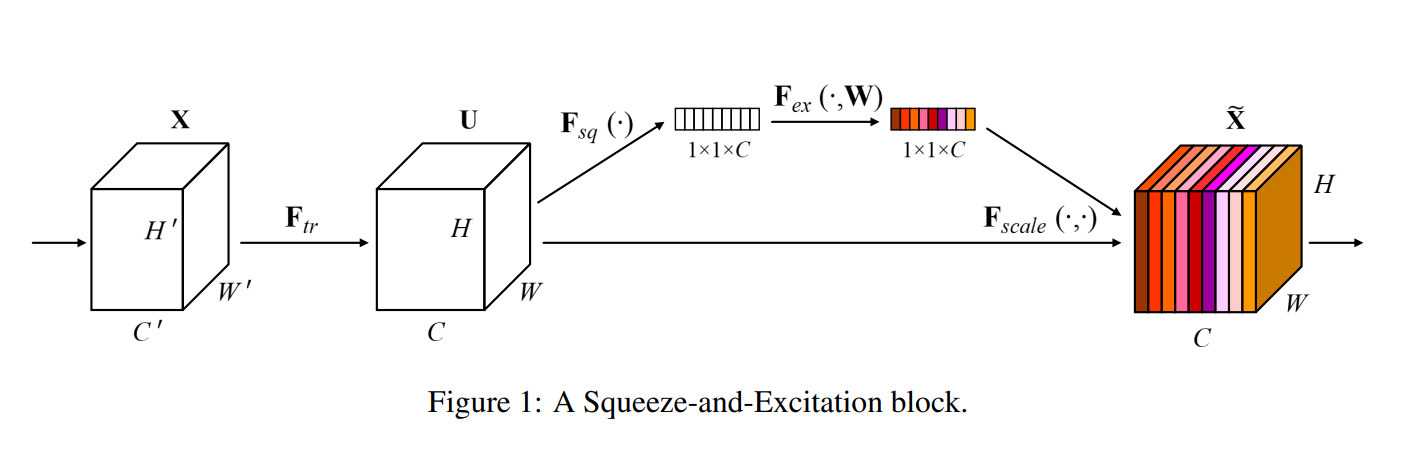 X
U
F_sq (·)
F_ex (·,W)
1×1×C
1×1×C
X̃
H′
F_tr
H
F_scale (·,·)
H
W′
W
W
C′
C
C
Figure 1: A Squeeze-and-Excitation block.